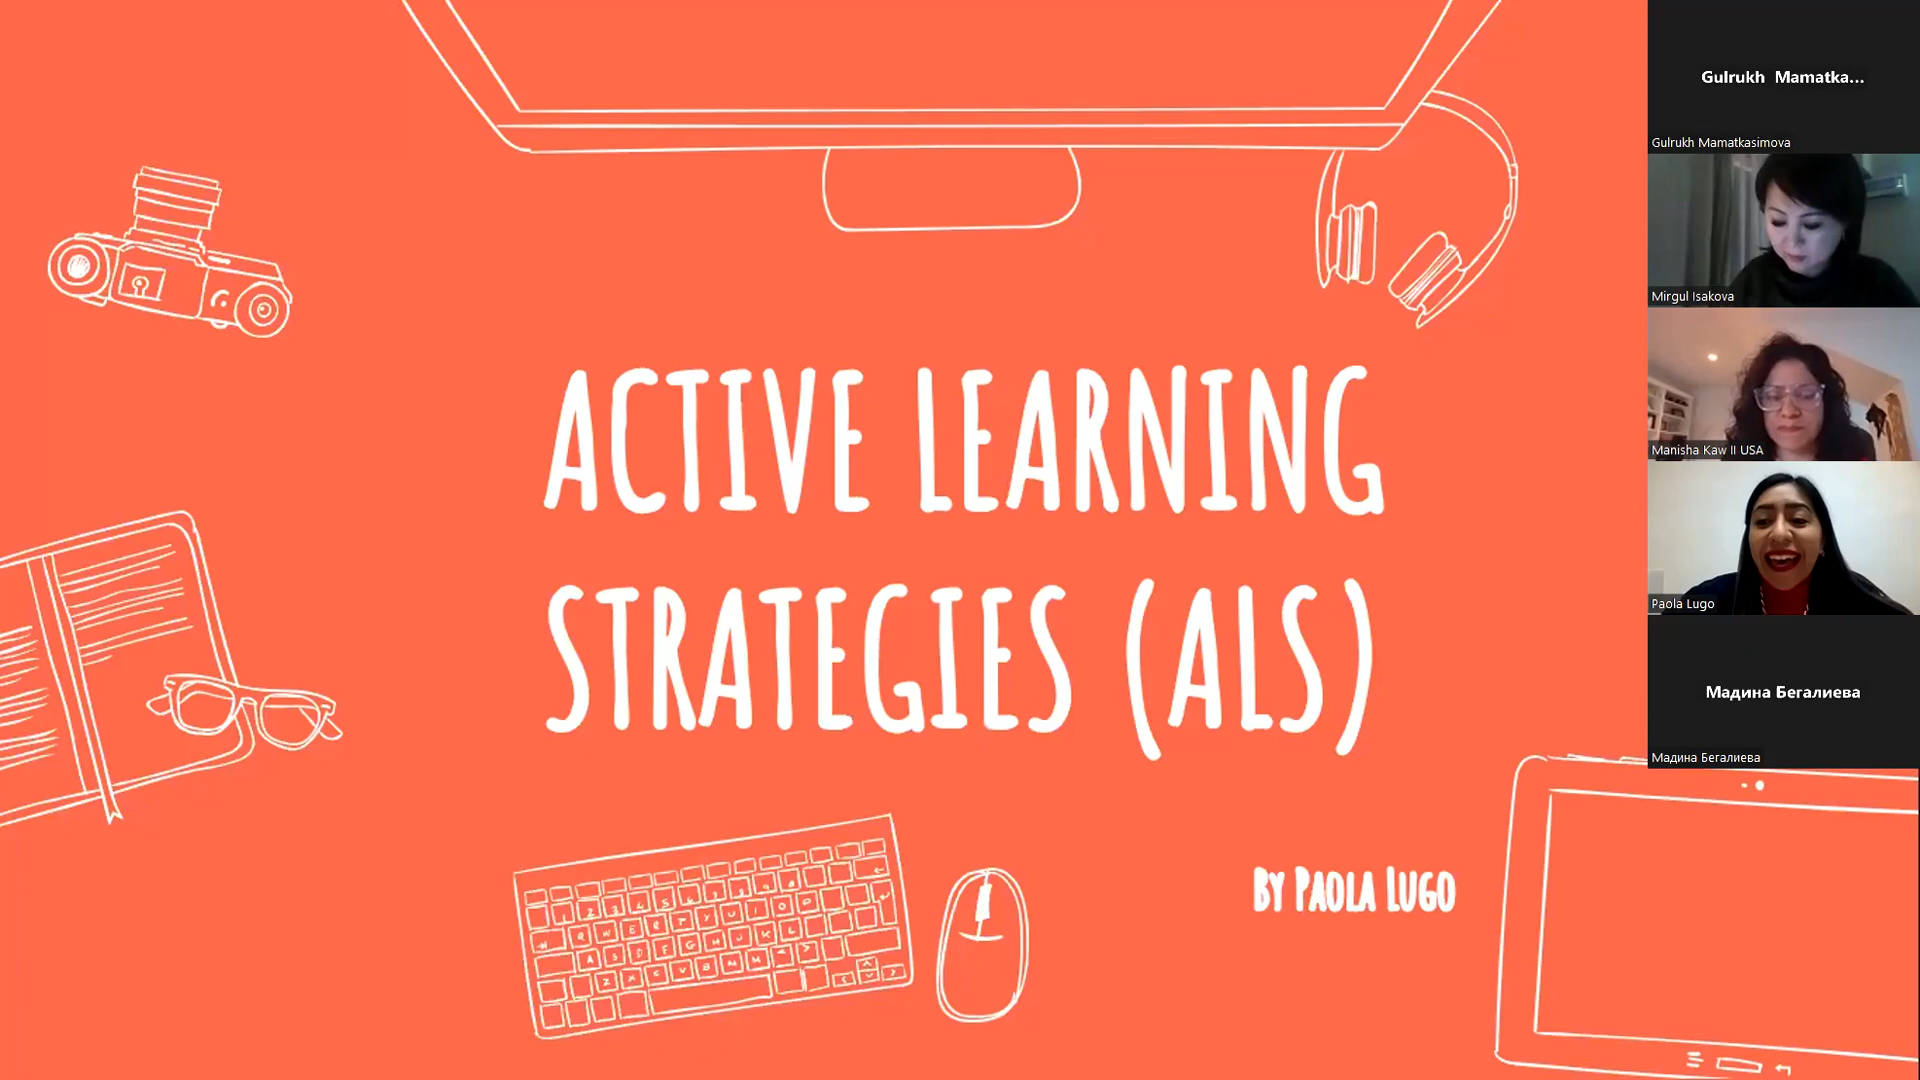 ACTIVE LEARNING
STRATEGIES (ALS)
BY PAOLA LUGO
Gulrukh Mamatka...
Gulrukh Mamatkasimova
Mirgul Isakova
Manisha Kaw II USA
Paola Lugo
Мадина Бегалиева
Мадина Бегалиева